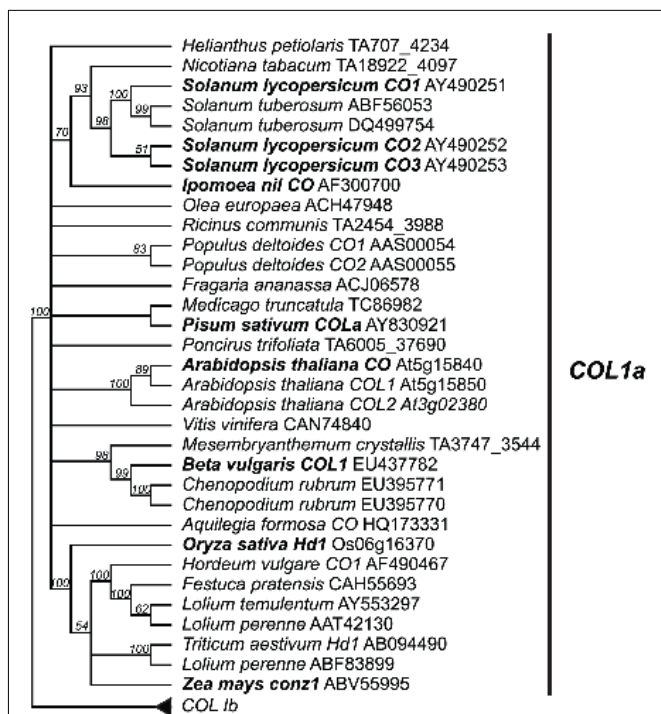 Helianthus petiolaris TA707_4234
Nicotiana tabacum TA18922_4097
93
Solanum lycopersicum CO1 AY490251
100
Solanum tuberosum ABF56053
99
Solanum tuberosum DQ499754
98
70
Solanum lycopersicum CO2 AY490252
51
Solanum lycopersicum CO3 AY490253
Ipomoea nil CO AF300700
Olea europaea ACH47948
Ricinus communis TA2454_3988
Populus deltoides CO1 AAS00054
83
Populus deltoides CO2 AAS00055
Fragaria ananassa ACJ06578
Medicago truncatula TC86982
100
Pisum sativum COLa AY830921
Poncirus trifoliata TA6005_37690
Arabidopsis thaliana CO At5g15840
89
COL1a
Arabidopsis thaliana COL1 At5g15850
100
Arabidopsis thaliana COL2 At3g02380
Vitis vinifera CAN74840
Mesembryanthemum crystallis TA3747_3544
98
Beta vulgaris COL1 EU437782
99
Chenopodium rubrum EU395771
100
Chenopodium rubrum EU395770
Aquilegia formosa CO HQ173331
Oryza sativa Hd1 Os06g16370
Hordeum vulgare CO1 AF490467
100
100
Festuca pratensis CAH55693
100
Lolium temulentum AY553297
62
Lolium perenne AAT42130
54
Triticum aestivum Hd1 AB094490
100
Lolium perenne ABF83899
Zea mays conz1 ABV55995
COL Ib